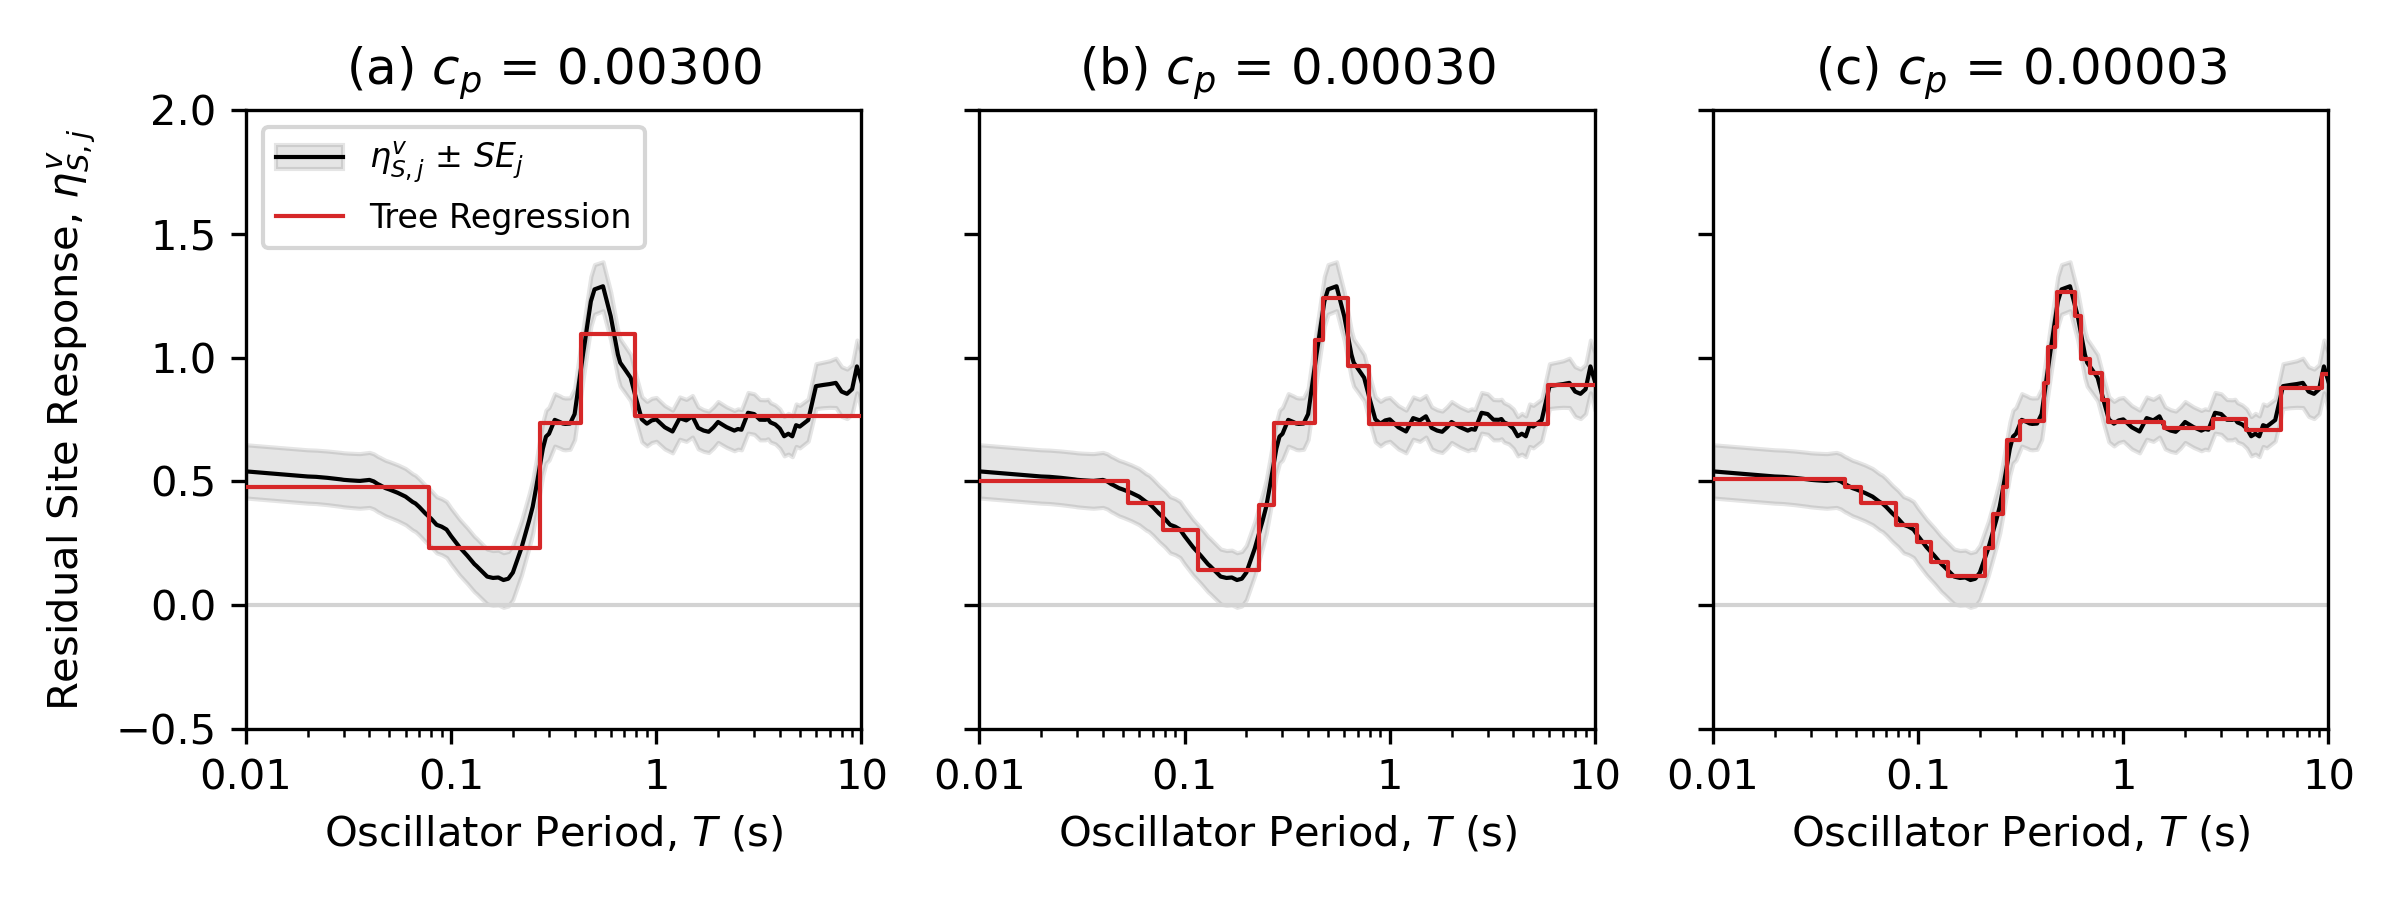 (a) $c_p$ = 0.00300
(b) $c_p$ = 0.00030
(c) $c_p$ = 0.00003
Residual Site Response, $\eta^{v}_{S,j}$
2.0
1.5
1.0
0.5
0.0
−0.5
$\eta^{v}_{S,j}$ ± $SE_j$
Tree Regression
0.01 0.1 1 10
0.01 0.1 1 10
0.01 0.1 1 10
Oscillator Period, $T$ (s)
Oscillator Period, $T$ (s)
Oscillator Period, $T$ (s)